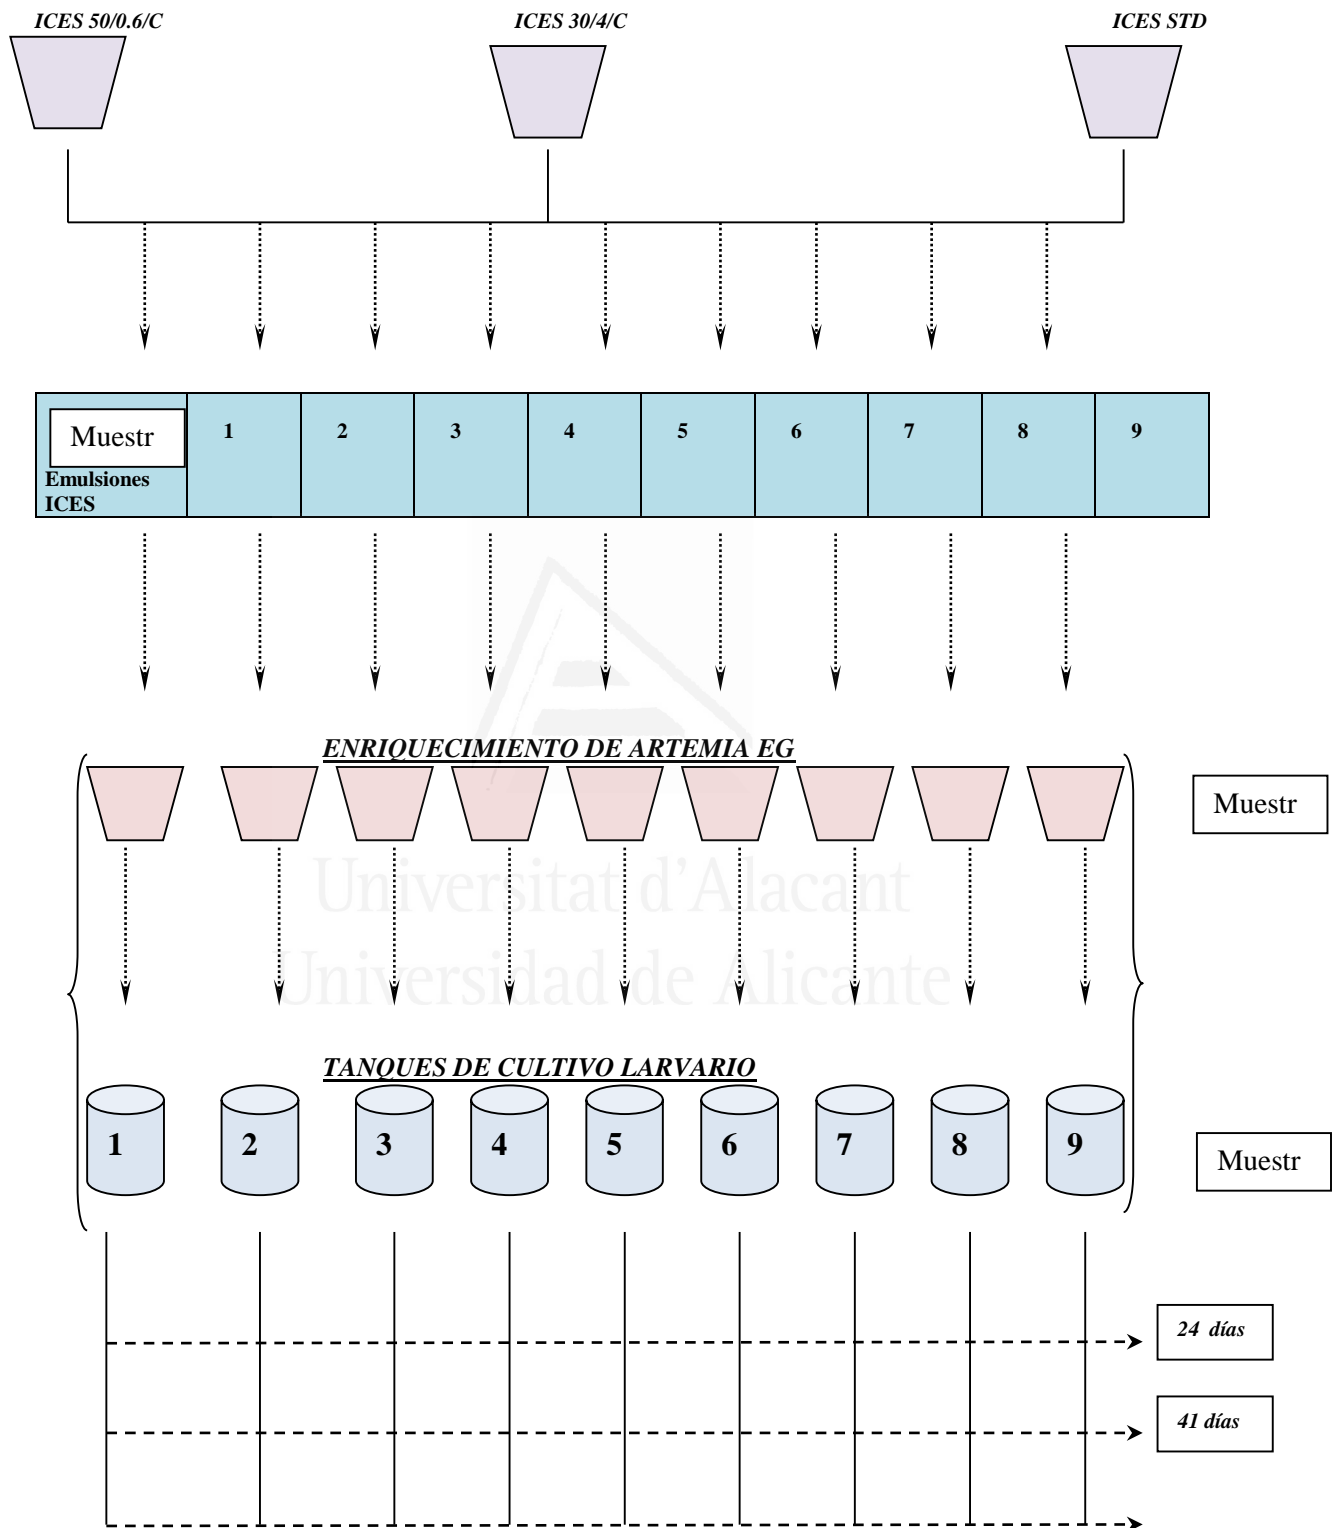 ICES 50/0.6/C ICES 30/4/C ICES STD
Muestr 1 2 3 4 5 6 7 8 9
Emulsiones
ICES
ENRIQUECIMIENTO DE ARTEMIA EG
Muestr
Universitat d'Alacant
Universidad de Alicante
TANQUES DE CULTIVO LARVARIO
1 2 3 4 5 6 7 8 9
Muestr
24 días
41 días